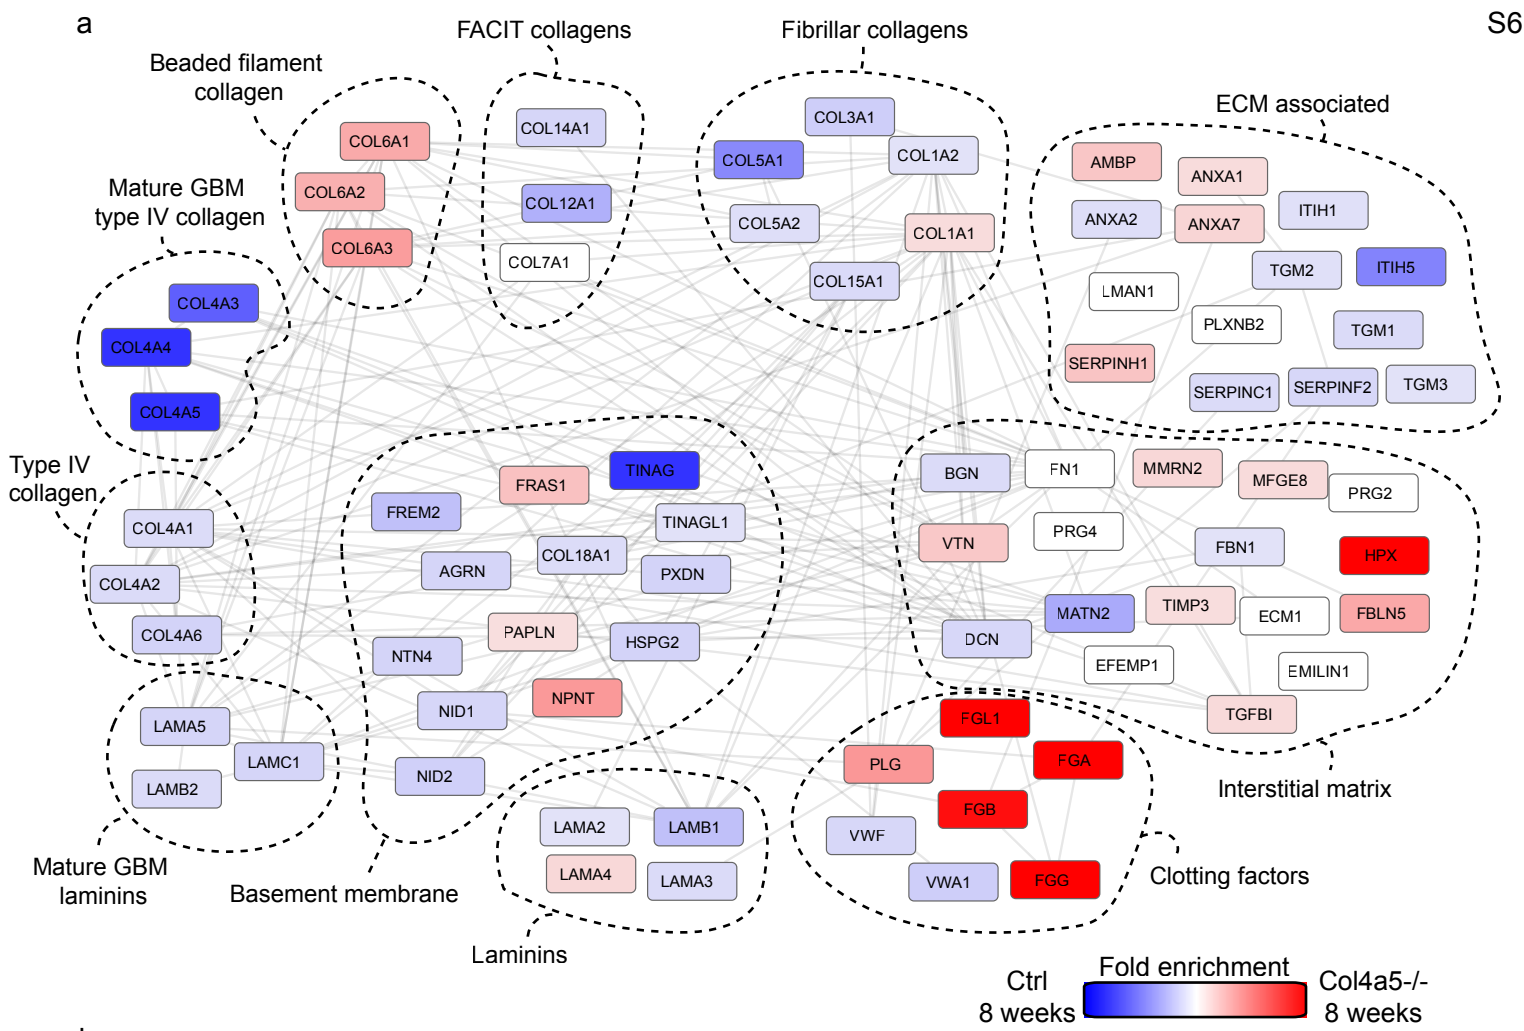 a
S6
FACIT collagens
Fibrillar collagens
Beaded filament
collagen
ECM associated
Mature GBM
type IV collagen
COL6A1
COL6A2
COL6A3
COL14A1
COL12A1
COL7A1
COL3A1
COL5A1
COL1A2
COL5A2
COL1A1
COL15A1
AMBP
ANXA1
ANXA2
ANXA7
ITIH1
TGM2
ITIH5
LMAN1
PLXNB2
TGM1
SERPINH1
SERPINC1
SERPINF2
TGM3
COL4A3
COL4A4
COL4A5
Type IV
collagen
COL4A1
COL4A2
COL4A6
FRAS1
TINAG
FREM2
TINAGL1
COL18A1
AGRN
PXDN
PAPLN
HSPG2
NTN4
NPNT
NID1
NID2
BGN
FN1
MMRN2
MFGE8
PRG2
VTN
PRG4
FBN1
HPX
MATN2
TIMP3
ECM1
FBLN5
DCN
EFEMP1
EMILIN1
TGFBI
LAMA5
LAMC1
LAMB2
Mature GBM
laminins
Basement membrane
LAMA2
LAMB1
LAMA4
LAMA3
Laminins
FGL1
PLG
FGA
FGB
VWF
VWA1
FGG
Interstitial matrix
Clotting factors
Ctrl
8 weeks
Fold enrichment
Col4a5-/-
8 weeks